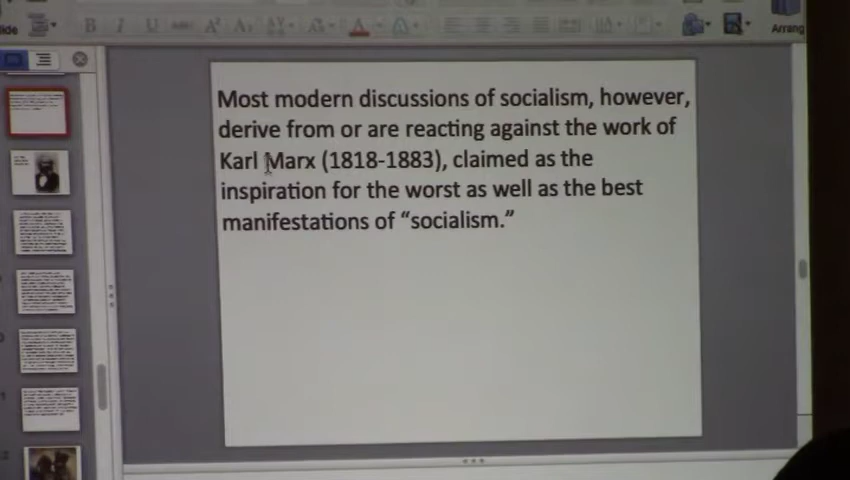 B I U
Arrang
Most modern discussions of socialism, however,
derive from or are reacting against the work of
Karl Marx (1818-1883), claimed as the
inspiration for the worst as well as the best
manifestations of “socialism.”